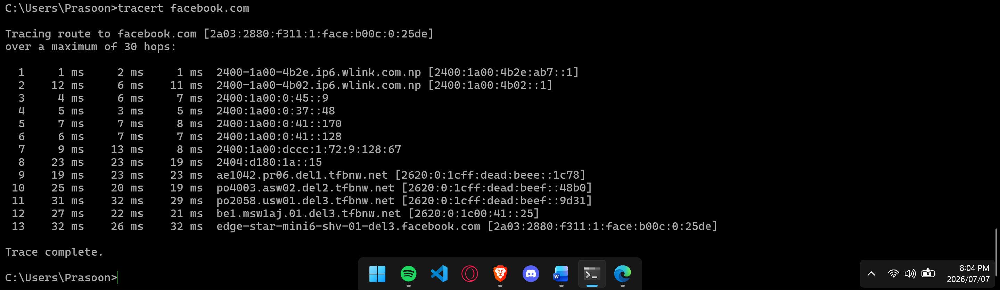 C:\Users\Prasoon>tracert facebook.com
Tracing route to facebook.com [2a03:2880:f311:1:face:b00c:0:25de]
over a maximum of 30 hops:
1 1 ms 2 ms 1 ms 2400-1a00-4b2e.ip6.wlink.com.np [2400:1a00:4b2e:ab7::1]
2 12 ms 6 ms 11 ms 2400-1a00-4b02.ip6.wlink.com.np [2400:1a00:4b02::1]
3 4 ms 6 ms 7 ms 2400:1a00:0:45::9
4 5 ms 3 ms 5 ms 2400:1a00:0:37::48
5 7 ms 7 ms 8 ms 2400:1a00:0:41::170
6 6 ms 7 ms 7 ms 2400:1a00:0:41::128
7 9 ms 13 ms 8 ms 2400:1a00:dccc:1:72:9:128:67
8 23 ms 23 ms 19 ms 2404:d180:1a::15
9 19 ms 23 ms 23 ms ae1042.pr06.del1.tfbnw.net [2620:0:1cff:dead:beee::1c78]
10 25 ms 20 ms 19 ms po4003.asw02.del2.tfbnw.net [2620:0:1cff:dead:beef::48b0]
11 31 ms 32 ms 29 ms po2058.usw01.del3.tfbnw.net [2620:0:1cff:dead:beef::9d31]
12 27 ms 22 ms 21 ms be1.msw1aj.01.del3.tfbnw.net [2620:0:1c00:41::25]
13 32 ms 26 ms 32 ms edge-star-mini6-shv-01-del3.facebook.com [2a03:2880:f311:1:face:b00c:0:25de]
Trace complete.
C:\Users\Prasoon>
W
8:04 PM
2026/07/07